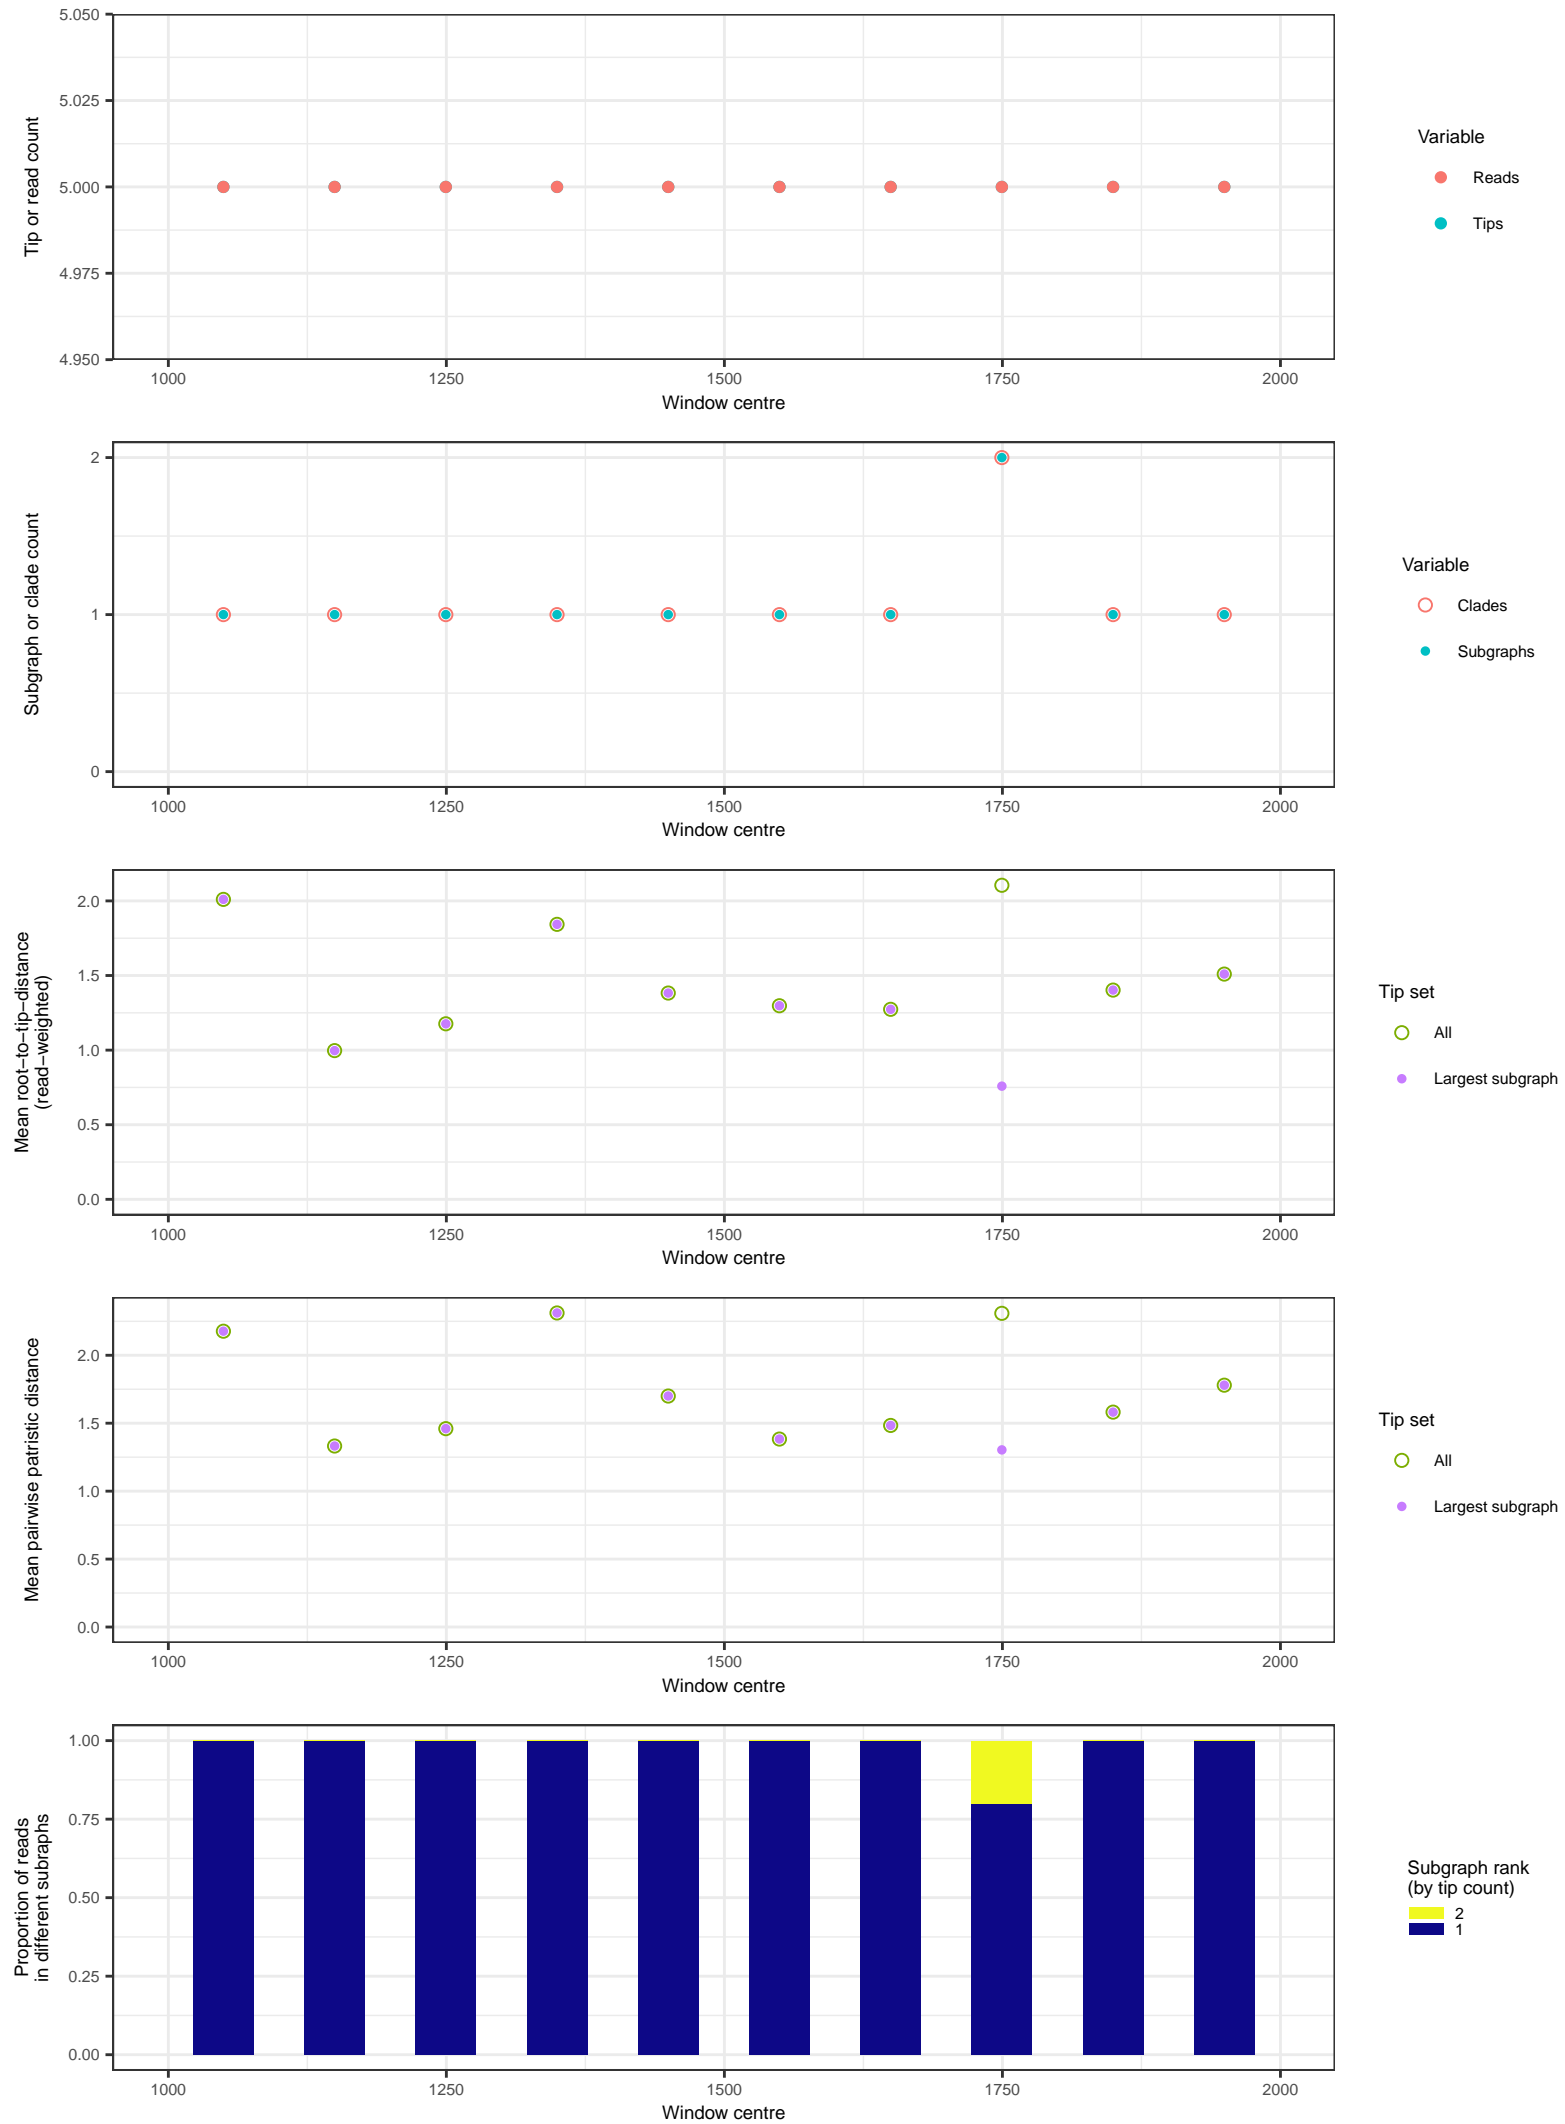 5.050
5.025
5.000
4.975
4.950
Tip or read count
1000 1250 1500 1750 2000
Window centre
Variable
Reads
Tips
2
1
0
Subgraph or clade count
1000 1250 1500 1750 2000
Window centre
Variable
Clades
Subgraphs
2.0
1.5
1.0
0.5
0.0
Mean root−to−tip−distance
(read−weighted)
1000 1250 1500 1750 2000
Window centre
Tip set
All
Largest subgraph
2.0
1.5
1.0
0.5
0.0
Mean pairwise patristic distance
1000 1250 1500 1750 2000
Window centre
Tip set
All
Largest subgraph
1.00
0.75
0.50
0.25
0.00
Proportion of reads
in different subraphs
1000 1250 1500 1750 2000
Window centre
Subgraph rank
(by tip count)
2
1